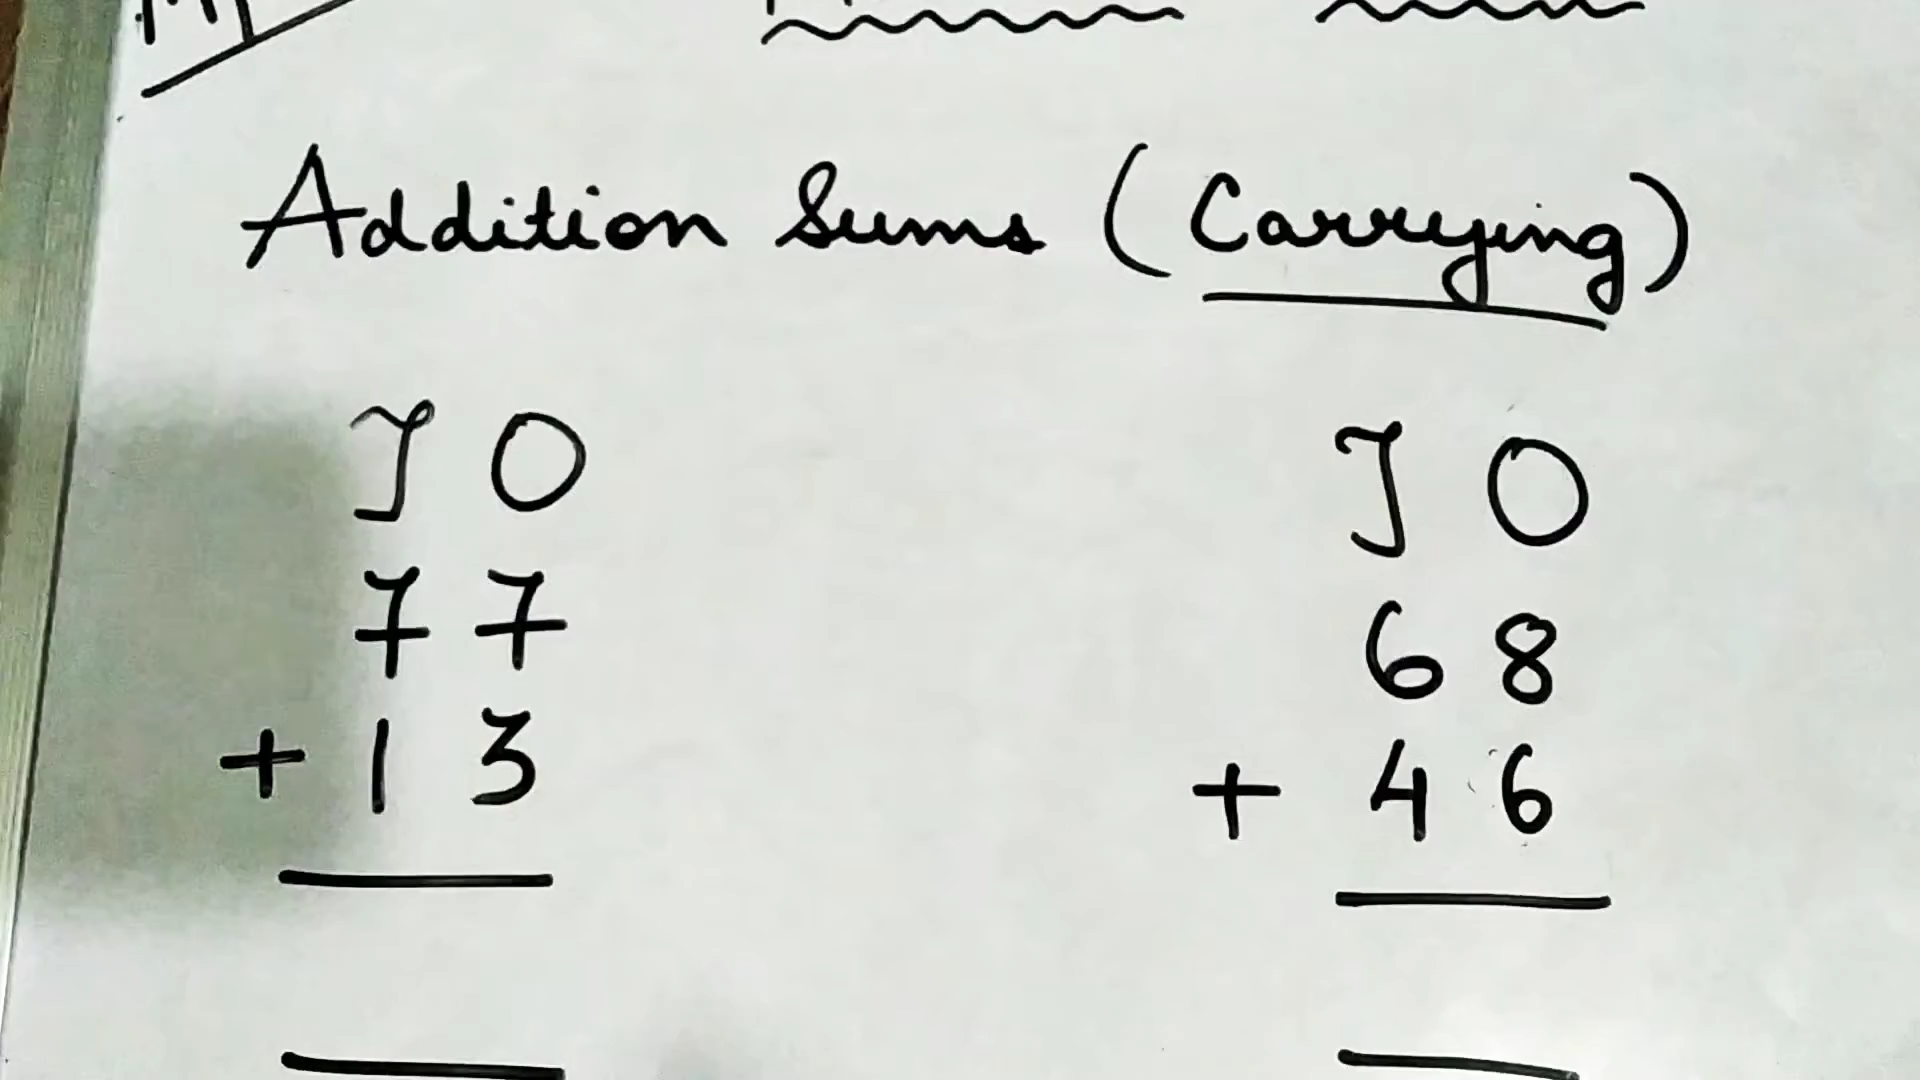 Addition Sums (Carrying)
T O
7 7
+ 1 3
T O
6 8
+ 4 6